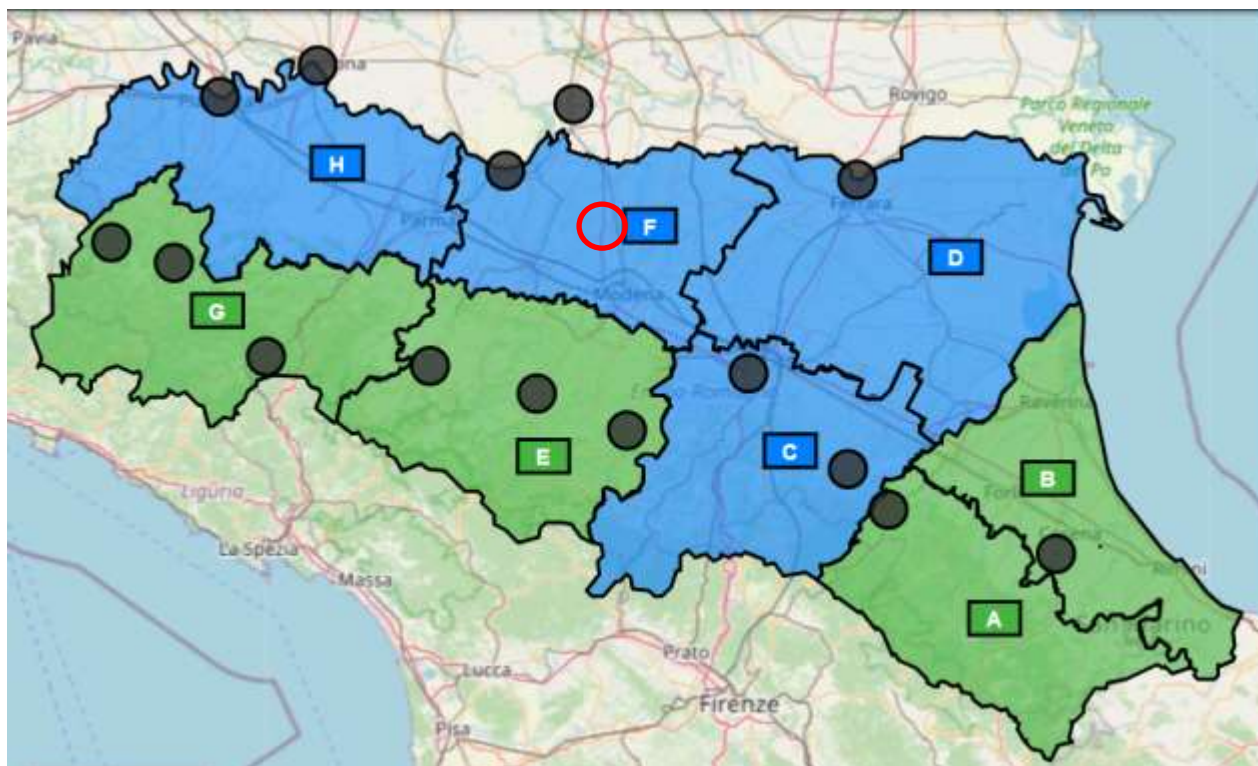 Pavia
Rovigo
Parco Regionale
Veneto
del Delta
del Po
H
Parma
F
D
Modena
G
C
E
B
Ravenna
Liguria
La Spezia
Massa
A
Rimini
Prato
Lucca
Firenze
Pisa